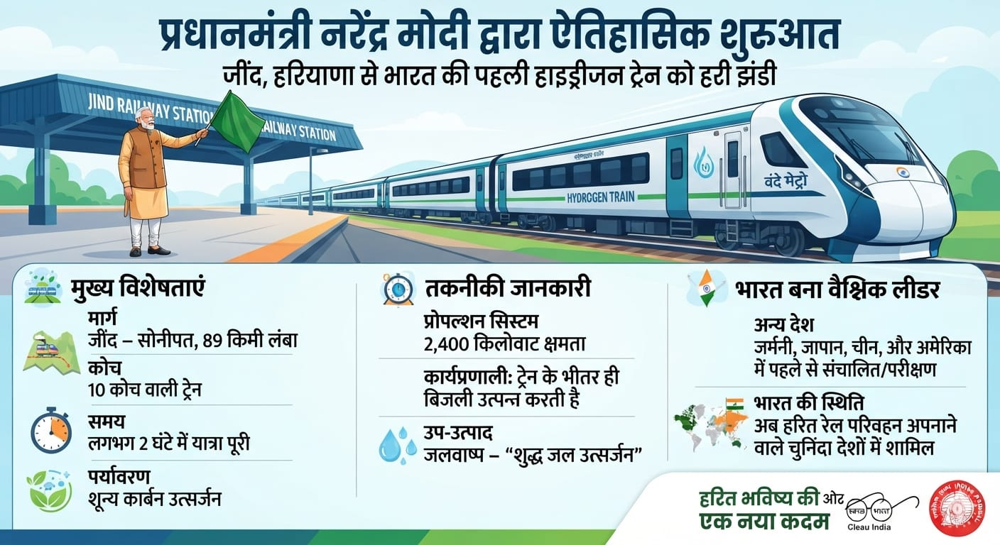 प्रधानमंत्री नरेंद्र मोदी द्वारा ऐतिहासिक शुरुआत
जींद, हरियाणा से भारत की पहली हाइड्रीजन ट्रेन को हरी झंडी
JIND RAILWAY STATIO
RAILWAY STATION
HYDROGEN TRAIN
वंदे मेट्रो
मुख्य विशेषताएं
मार्ग
जींद – सोनीपत, 89 किमी लंबा
कोच
10 कोच वाली ट्रेन
समय
लगभग 2 घंटे में यात्रा पूरी
पर्यावरण
शून्य कार्बन उत्सर्जन
तकनीकी जानकारी
प्रोपल्शन सिस्टम
2,400 किलोवाट क्षमता
कार्यप्रणाली: ट्रेन के भीतर ही
बिजली उत्पन्न करती है
उप-उत्पाद
जलवाष्प – “शुद्ध जल उत्सर्जन”
भारत बना वैश्विक लीडर
अन्य देश
जर्मनी, जापान, चीन, और अमेरिका
में पहले से संचालित/परीक्षण
भारत की स्थिति
अब हरित रेल परिवहन अपनाने
वाले चुनिंदा देशों में शामिल
हरित भविष्य की ओर
एक नया कदम
भारत
Cleau India